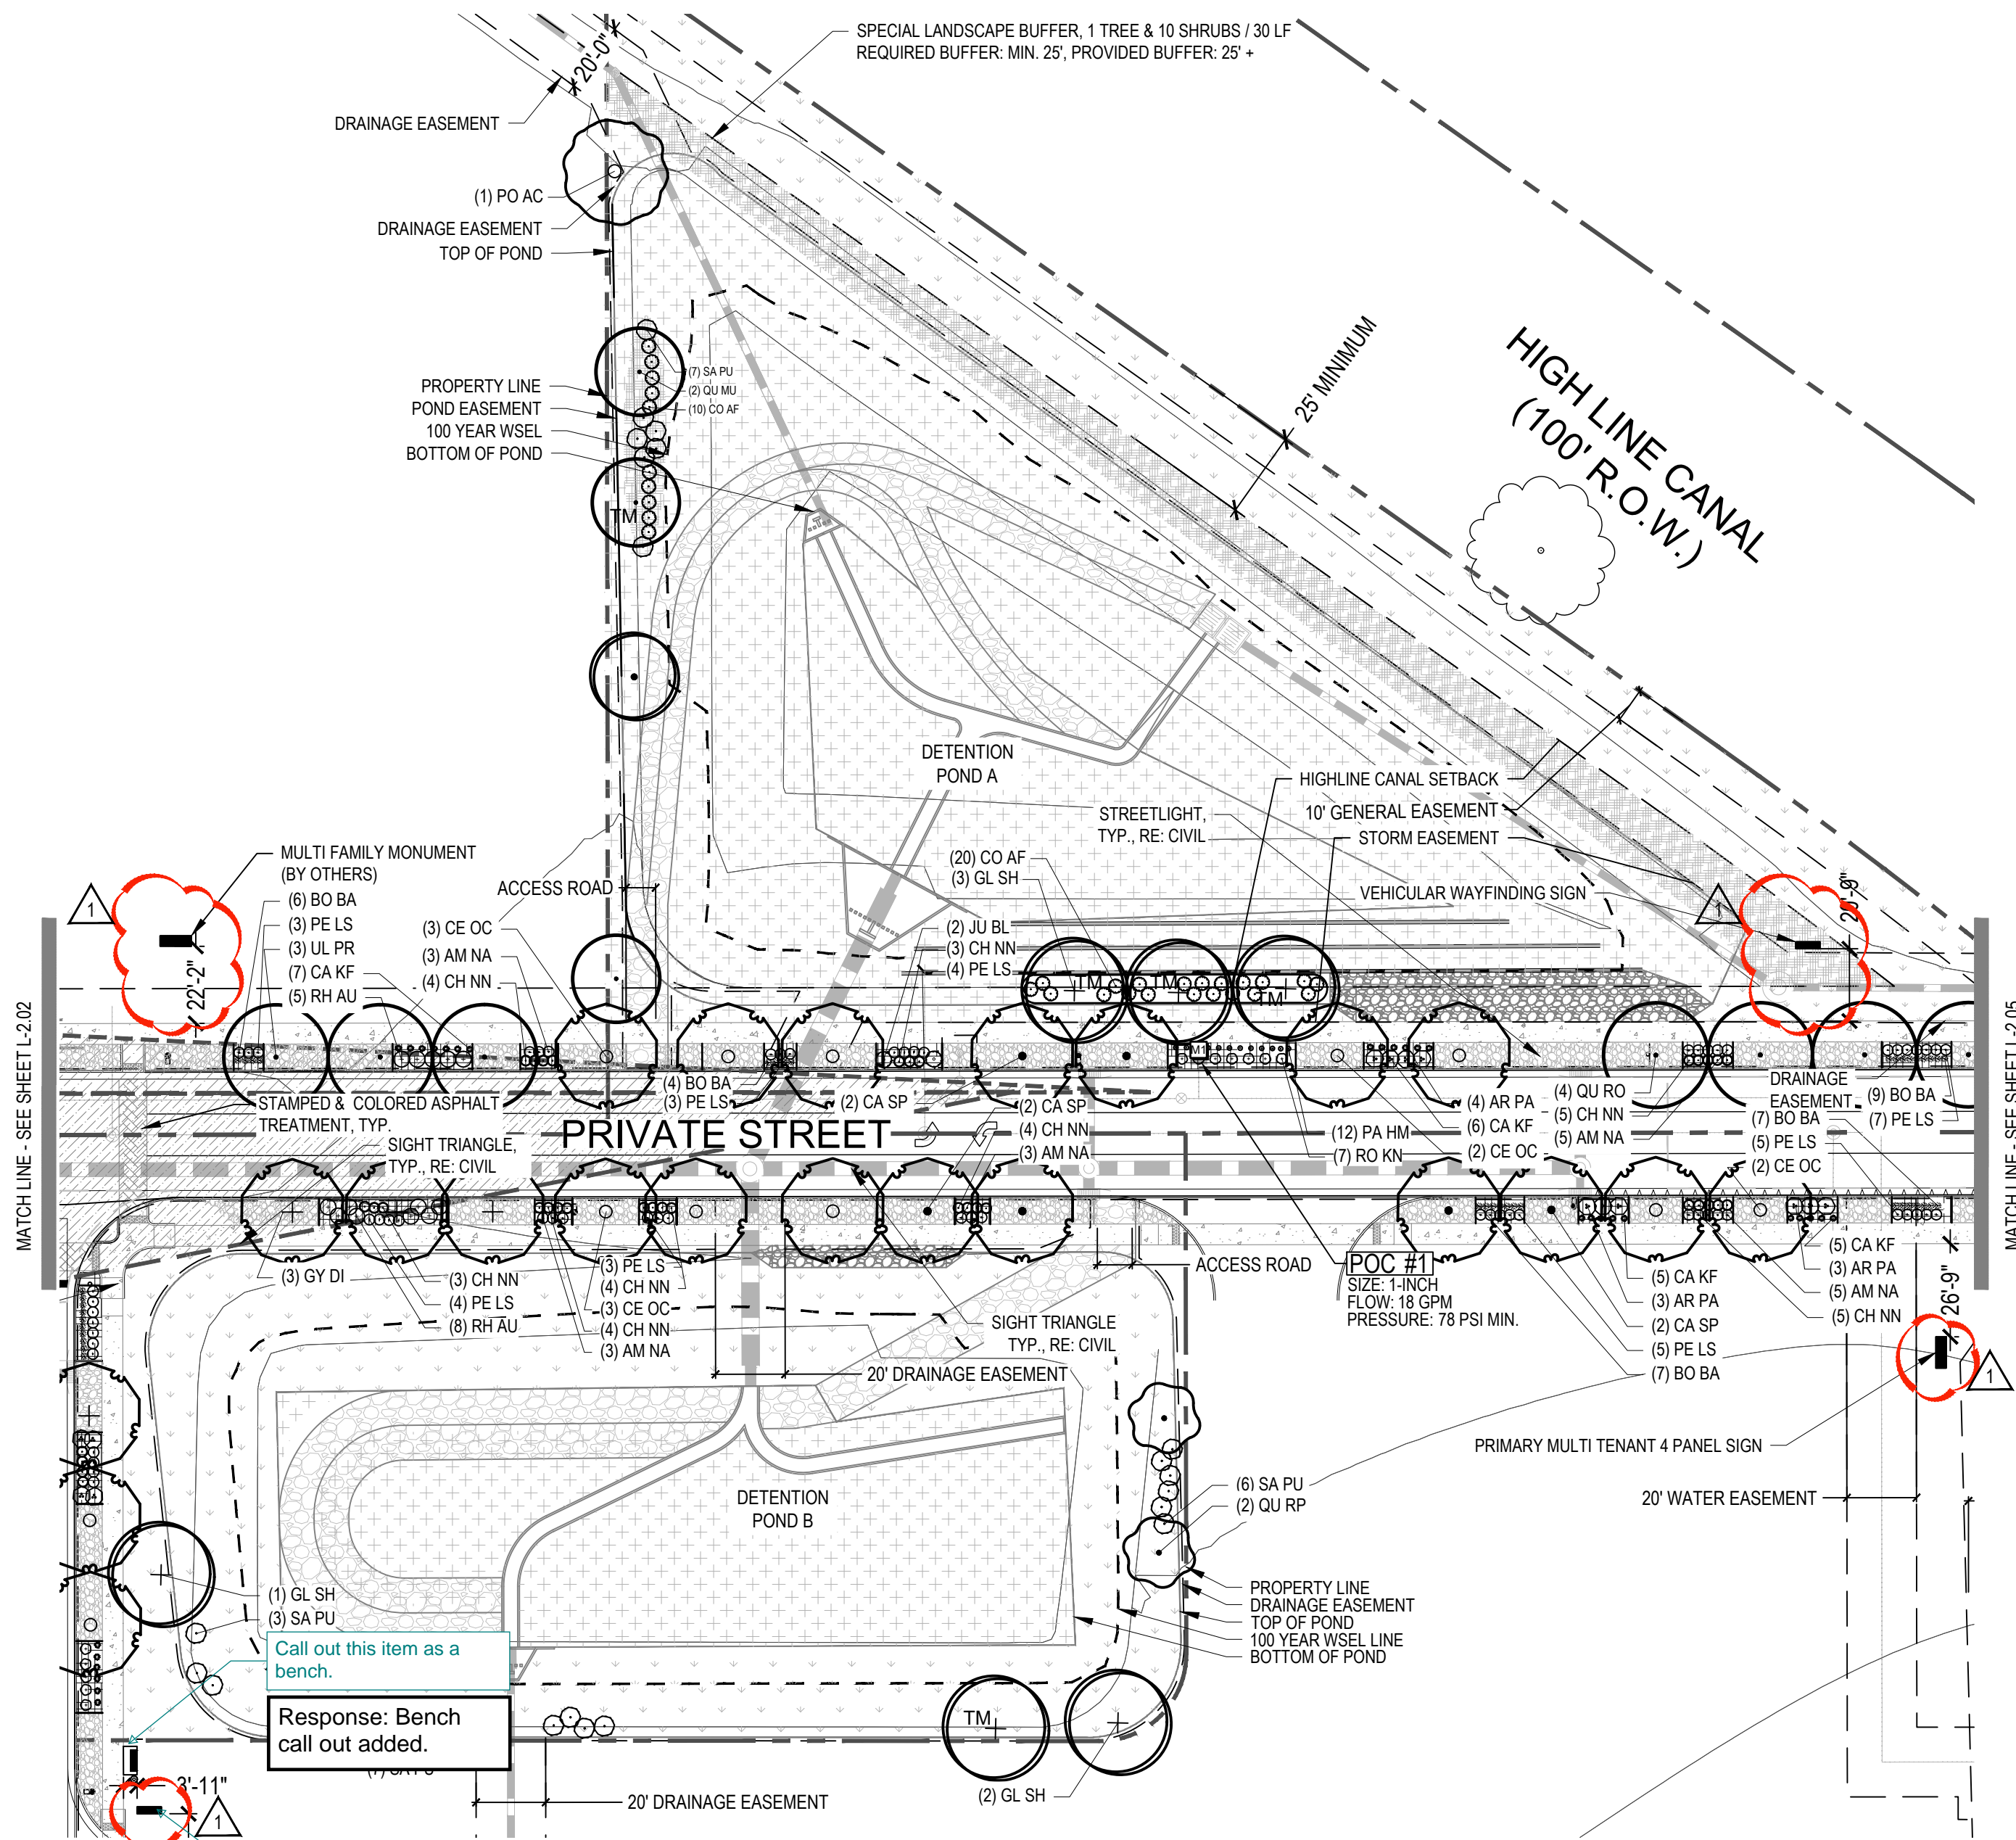 SPECIAL LANDSCAPE BUFFER, 1 TREE & 10 SHRUBS / 30 LF
REQUIRED BUFFER: MIN. 25', PROVIDED BUFFER: 25' +
20'-0"
DRAINAGE EASEMENT
(1) PO AC
DRAINAGE EASEMENT
TOP OF POND
PROPERTY LINE
POND EASEMENT
100 YEAR WSEL
BOTTOM OF POND
(7) SA PU
(2) QU MU
(10) CO AF
TM
25' MINIMUM
HIGH LINE CANAL
(100' R.O.W.)
DETENTION
POND A
HIGHLINE CANAL SETBACK
10' GENERAL EASEMENT
STORM EASEMENT
STREETLIGHT,
TYP., RE: CIVIL
VEHICULAR WAYFINDING SIGN
1
20'-9"
MULTI FAMILY MONUMENT
(BY OTHERS)
1
22'-2"
(6) BO BA
(3) PE LS
(3) UL PR
(7) CA KF
(5) RH AU
ACCESS ROAD
(3) CE OC
(3) AM NA
(4) CH NN
(20) CO AF
(3) GL SH
(2) JU BL
(3) CH NN
(4) PE LS
TM
TM
TM
M1
MATCH LINE - SEE SHEET L-2.02
MATCH LINE - SEE SHEET L-2.05
STAMPED & COLORED ASPHALT
TREATMENT, TYP.
SIGHT TRIANGLE,
TYP., RE: CIVIL
PRIVATE STREET
(4) BO BA
(3) PE LS
(2) CA SP
(2) CA SP
(4) CH NN
(3) AM NA
(12) PA HM
(7) RO KN
(4) AR PA
(6) CA KF
(2) CE OC
(4) QU RO
(5) CH NN
(5) AM NA
DRAINAGE
EASEMENT
(9) BO BA
(7) PE LS
(7) BO BA
(5) PE LS
(2) CE OC
(3) GY DI
(3) CH NN
(4) PE LS
(8) RH AU
(3) PE LS
(4) CH NN
(3) CE OC
(4) CH NN
(3) AM NA
SIGHT TRIANGLE
TYP., RE: CIVIL
20' DRAINAGE EASEMENT
ACCESS ROAD
POC #1
SIZE: 1-INCH
FLOW: 18 GPM
PRESSURE: 78 PSI MIN.
(5) CA KF
(3) AR PA
(2) CA SP
(5) PE LS
(7) BO BA
(5) CA KF
(3) AR PA
(5) AM NA
(5) CH NN
26'-9"
1
PRIMARY MULTI TENANT 4 PANEL SIGN
20' WATER EASEMENT
DETENTION
POND B
(6) SA PU
(2) QU RP
PROPERTY LINE
DRAINAGE EASEMENT
TOP OF POND
100 YEAR WSEL LINE
BOTTOM OF POND
(1) GL SH
(3) SA PU
Call out this item as a
bench.
Response: Bench
call out added.
TM
(2) GL SH
20' DRAINAGE EASEMENT
3'-11"
1